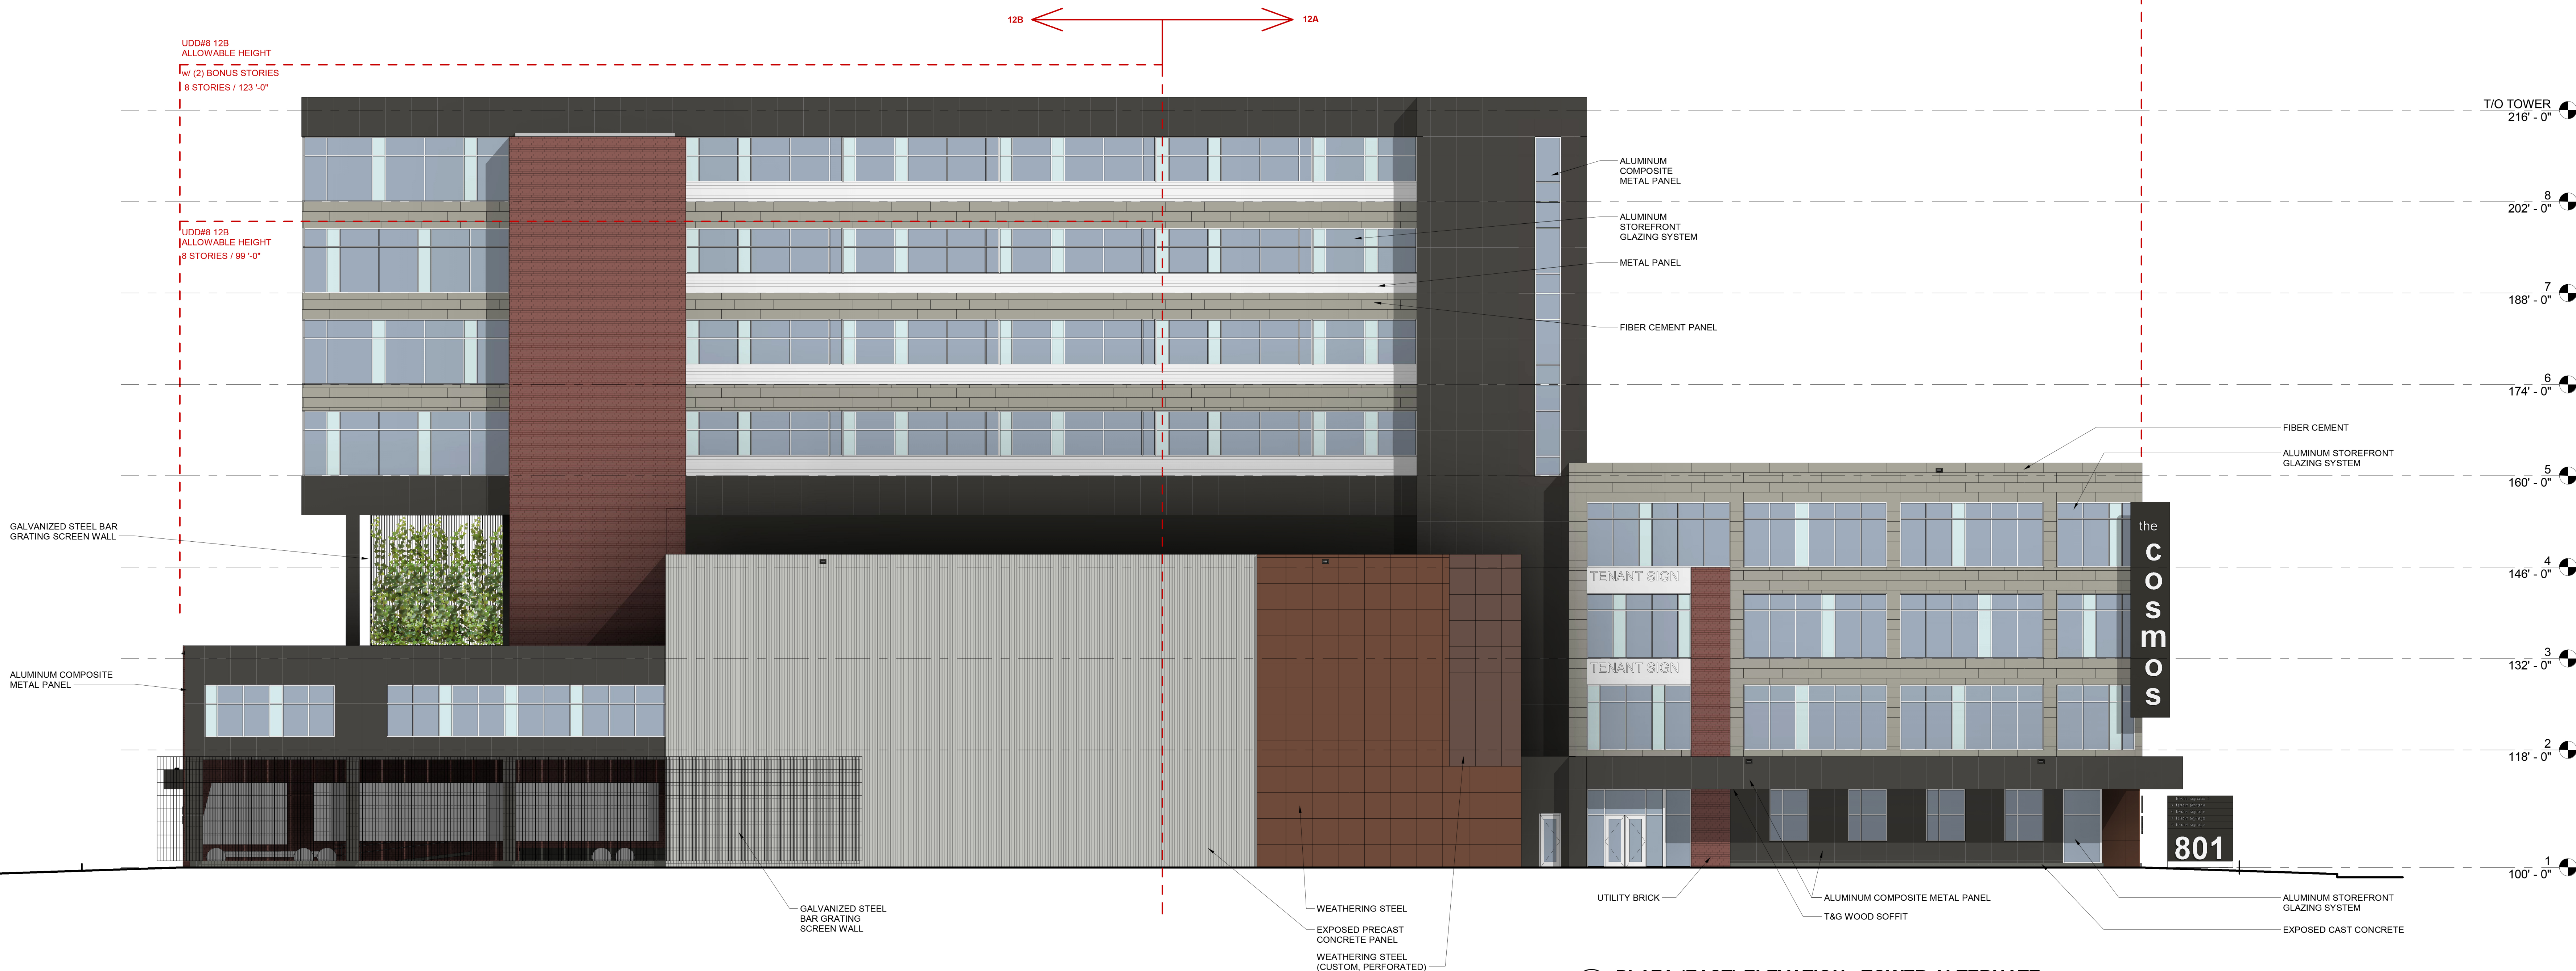 12B
12A
UDD#8 12B
ALLOWABLE HEIGHT
w/ (2) BONUS STORIES
8 STORIES / 123 '-0"
T/O TOWER
216' - 0"
ALUMINUM
COMPOSITE
METAL PANEL
8
202' - 0"
ALUMINUM
STOREFRONT
GLAZING SYSTEM
UDD#8 12B
ALLOWABLE HEIGHT
8 STORIES / 99 '-0"
METAL PANEL
7
188' - 0"
FIBER CEMENT PANEL
6
174' - 0"
FIBER CEMENT
ALUMINUM STOREFRONT
GLAZING SYSTEM
5
160' - 0"
GALVANIZED STEEL BAR
GRATING SCREEN WALL
the
cosmos
4
146' - 0"
TENANT SIGN
3
132' - 0"
TENANT SIGN
ALUMINUM COMPOSITE
METAL PANEL
2
118' - 0"
801
1
100' - 0"
GALVANIZED STEEL
BAR GRATING
SCREEN WALL
WEATHERING STEEL
EXPOSED PRECAST
CONCRETE PANEL
WEATHERING STEEL
(CUSTOM, PERFORATED)
UTILITY BRICK
ALUMINUM COMPOSITE METAL PANEL
T&G WOOD SOFFIT
ALUMINUM STOREFRONT
GLAZING SYSTEM
EXPOSED CAST CONCRETE
PLAZA (EAST) ELEVATION - TOWER ALTERNATE